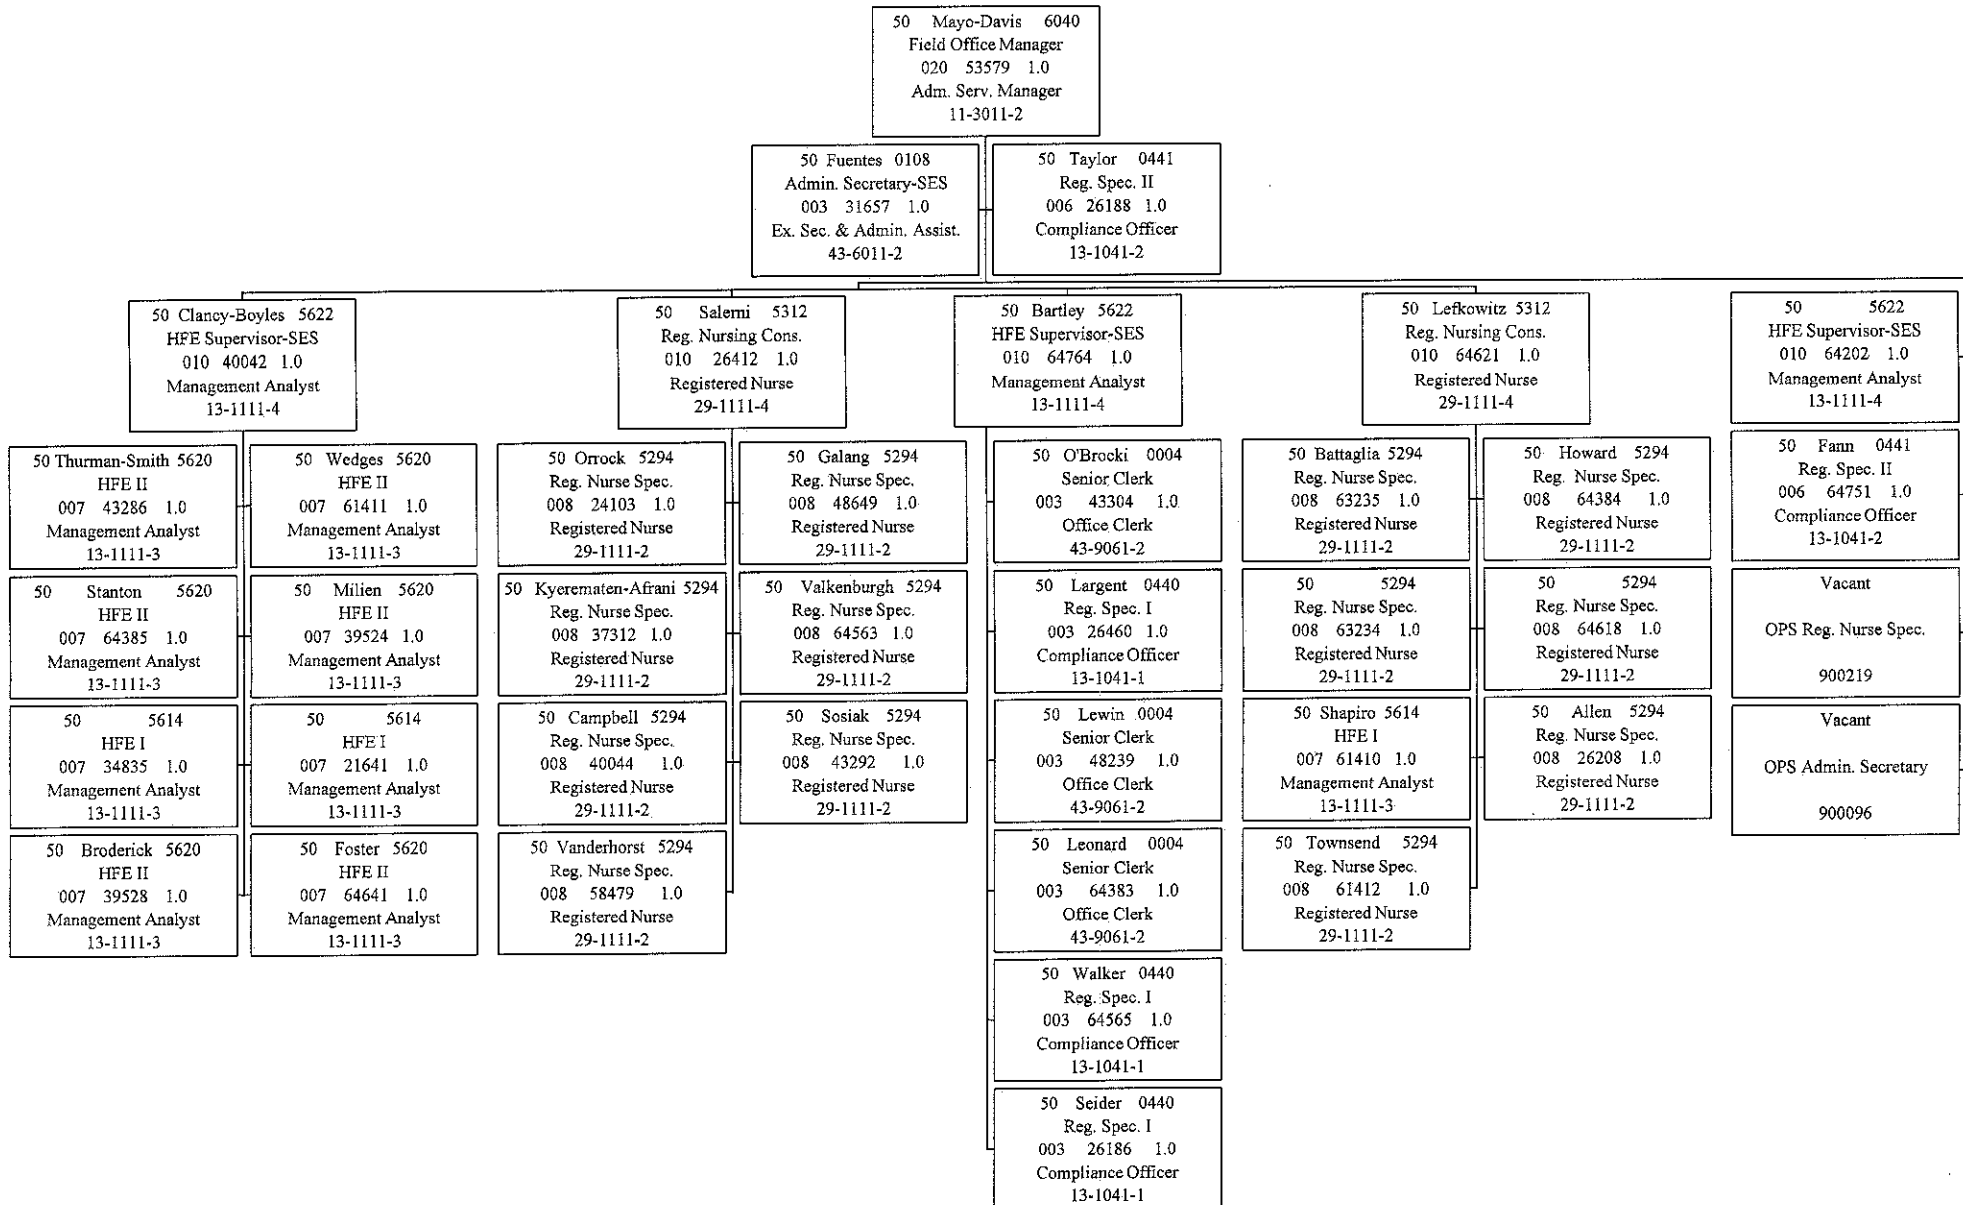 50 Mayo-Davis 6040
Field Office Manager
020 53579 1.0
Adm. Serv. Manager
11-3011-2
50 Fuentes 0108
Admin. Secretary-SES
003 31657 1.0
Ex. Sec. & Admin. Assist.
43-6011-2
50 Taylor 0441
Reg. Spec. II
006 26188 1.0
Compliance Officer
13-1041-2
50 Clancy-Boyles 5622
HFE Supervisor-SES
010 40042 1.0
Management Analyst
13-1111-4
50 Salerni 5312
Reg. Nursing Cons.
010 26412 1.0
Registered Nurse
29-1111-4
50 Bartley 5622
HFE Supervisor-SES
010 64764 1.0
Management Analyst
13-1111-4
50 Lefkowitz 5312
Reg. Nursing Cons.
010 64621 1.0
Registered Nurse
29-1111-4
50 5622
HFE Supervisor-SES
010 64202 1.0
Management Analyst
13-1111-4
50 Thurman-Smith 5620
HFE II
007 43286 1.0
Management Analyst
13-1111-3
50 Wedges 5620
HFE II
007 61411 1.0
Management Analyst
13-1111-3
50 Orrock 5294
Reg. Nurse Spec.
008 24103 1.0
Registered Nurse
29-1111-2
50 Galang 5294
Reg. Nurse Spec.
008 48649 1.0
Registered Nurse
29-1111-2
50 O'Brocki 0004
Senior Clerk
003 43304 1.0
Office Clerk
43-9061-2
50 Battaglia 5294
Reg. Nurse Spec.
008 63235 1.0
Registered Nurse
29-1111-2
50 Howard 5294
Reg. Nurse Spec.
008 64384 1.0
Registered Nurse
29-1111-2
50 Fann 0441
Reg. Spec. II
006 64751 1.0
Compliance Officer
13-1041-2
50 Stanton 5620
HFE II
007 64385 1.0
Management Analyst
13-1111-3
50 Milien 5620
HFE II
007 39524 1.0
Management Analyst
13-1111-3
50 Kyerematen-Afrani 5294
Reg. Nurse Spec.
008 37312 1.0
Registered Nurse
29-1111-2
50 Valkenburgh 5294
Reg. Nurse Spec.
008 64563 1.0
Registered Nurse
29-1111-2
50 Largent 0440
Reg. Spec. I
003 26460 1.0
Compliance Officer
13-1041-1
50 5294
Reg. Nurse Spec.
008 63234 1.0
Registered Nurse
29-1111-2
50 5294
Reg. Nurse Spec.
008 64618 1.0
Registered Nurse
29-1111-2
Vacant
OPS Reg. Nurse Spec.
900219
50 5614
HFE I
007 34835 1.0
Management Analyst
13-1111-3
50 5614
HFE I
007 21641 1.0
Management Analyst
13-1111-3
50 Campbell 5294
Reg. Nurse Spec.
008 40044 1.0
Registered Nurse
29-1111-2
50 Sosiak 5294
Reg. Nurse Spec.
008 43292 1.0
Registered Nurse
29-1111-2
50 Lewin 0004
Senior Clerk
003 48239 1.0
Office Clerk
43-9061-2
50 Shapiro 5614
HFE I
007 61410 1.0
Management Analyst
13-1111-3
50 Allen 5294
Reg. Nurse Spec.
008 26208 1.0
Registered Nurse
29-1111-2
Vacant
OPS Admin. Secretary
900096
50 Broderick 5620
HFE II
007 39528 1.0
Management Analyst
13-1111-3
50 Foster 5620
HFE II
007 64641 1.0
Management Analyst
13-1111-3
50 Vanderhorst 5294
Reg. Nurse Spec.
008 58479 1.0
Registered Nurse
29-1111-2
50 Leonard 0004
Senior Clerk
003 64383 1.0
Office Clerk
43-9061-2
50 Townsend 5294
Reg. Nurse Spec.
008 61412 1.0
Registered Nurse
29-1111-2
50 Walker 0440
Reg. Spec. I
003 64565 1.0
Compliance Officer
13-1041-1
50 Seider 0440
Reg. Spec. I
003 26186 1.0
Compliance Officer
13-1041-1